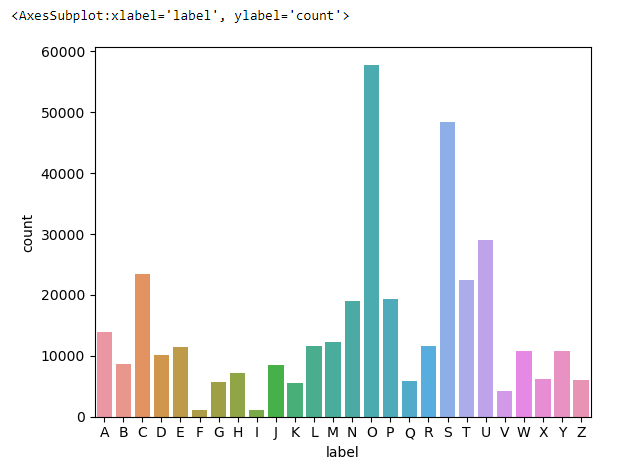 <AxesSubplot:xlabel='label', ylabel='count'>
60000
50000
40000
30000
20000
10000
0
count
A B C D E F G H I J K L M N O P Q R S T U V W X Y Z
label